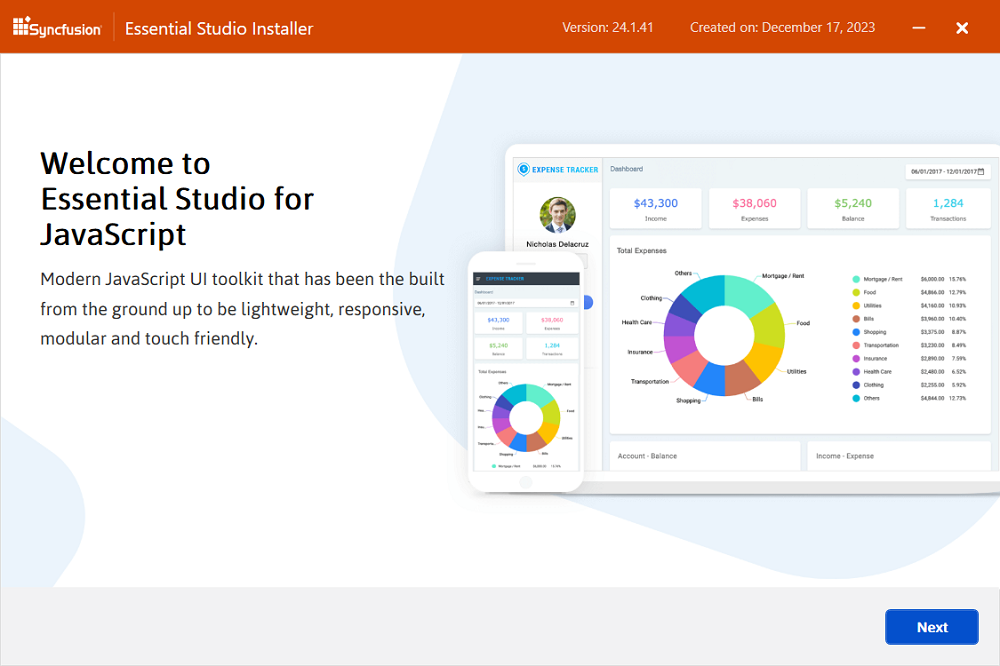 Syncfusion
Essential Studio Installer
Version: 24.1.41
Created on: December 17, 2023
Welcome to
Essential Studio for
JavaScript
Modern JavaScript UI toolkit that has been the built
from the ground up to be lightweight, responsive,
modular and touch friendly.
EXPENSE TRACKER
Nicholas Delacruz
Dashboard
06/01/2017 - 12/01/2017
$43,300
Income
$38,060
Expenses
$5,240
Balance
1,284
Transactions
Total Expenses
Others
Mortgage / Rent
Clothing
Food
Health Care
Insurance
Utilities
Transportation
Shopping
Bills
Mortgage / Rent $6,000.00 15.76%
Food $4,866.00 12.79%
Utilities $4,160.00 10.93%
Bills $3,960.00 10.40%
Shopping $3,375.00 8.87%
Transportation $3,230.00 8.49%
Insurance $2,890.00 7.59%
Health Care $2,480.00 6.52%
Clothing $2,255.00 5.92%
Others $4,844.00 12.73%
Account - Balance
Income - Expense
EXPENSE TRACKER
Dashboard
06/01/2017 - 12/01/2017
$43,300
Income
$38,060
Expenses
$5,240
Balance
1,284
Transactions
Total Expenses
Others
Mortgage / Rent
Clothing
Food
Utilities
Transporta...
Shopping
Bills
Mortgage / Rent $6,000.00 15.76%
Next